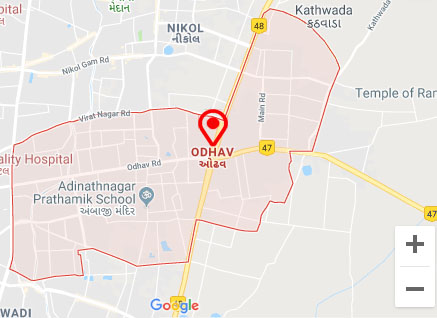 મેદાન
NIKOL
નીકોલ
48
Kathwada
કઠવાડા
Nikol Gam Rd
Temple of Ran
Virat Nagar Rd
Main Rd
ality Hospital
Odhav Rd
ODHAV
ઓઢવ
47
47
Adinathnagar
Prathamik School
અંબાજી મંદિર
47
+
−
Google
WADI